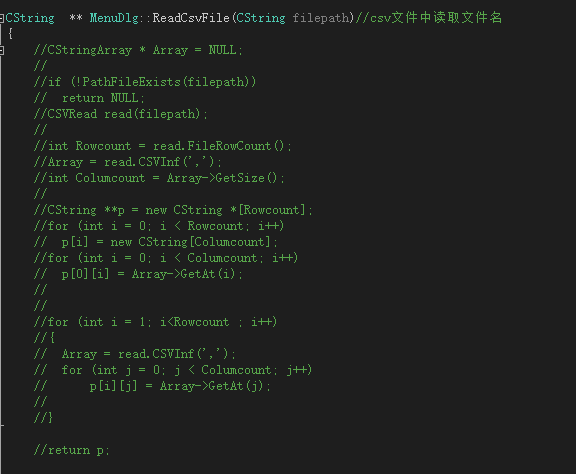 CString  ** MenuDlg::ReadCsvFile(CString filepath)//csv文件中读取文件名
{
//CStringArray * Array = NULL;
//
//if (!PathFileExists(filepath))
//  return NULL;
//CSVRead read(filepath);
//
//int Rowcount = read.FileRowCount();
//Array = read.CSVInf(',');
//int Columcount = Array->GetSize();
//
//CString **p = new CString *[Rowcount];
//for (int i = 0; i < Rowcount; i++)
//  p[i] = new CString[Columcount];
//for (int i = 0; i < Columcount; i++)
//  p[0][i] = Array->GetAt(i);
//
//
//for (int i = 1; i<Rowcount ; i++)
//{
//  Array = read.CSVInf(',');
//  for (int j = 0; j < Columcount; j++)
//      p[i][j] = Array->GetAt(j);
//
//}
//return p;